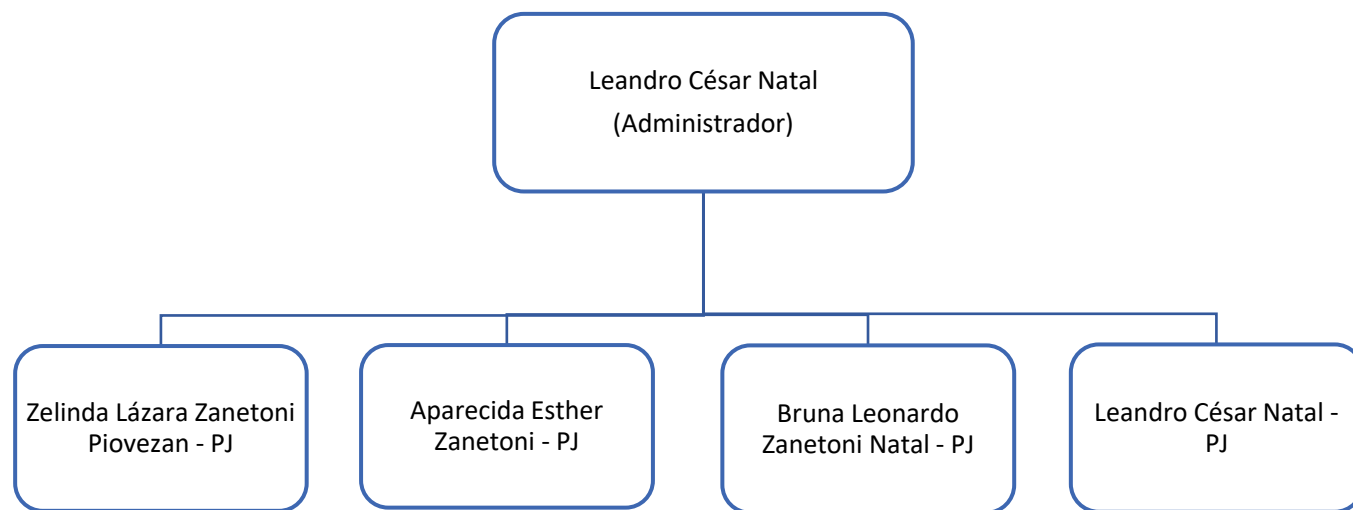 Leandro César Natal
(Administrador)
Zelinda Lázara Zanetoni
Piovezan - PJ
Aparecida Esther
Zanetoni - PJ
Bruna Leonardo
Zanetoni Natal - PJ
Leandro César Natal -
PJ